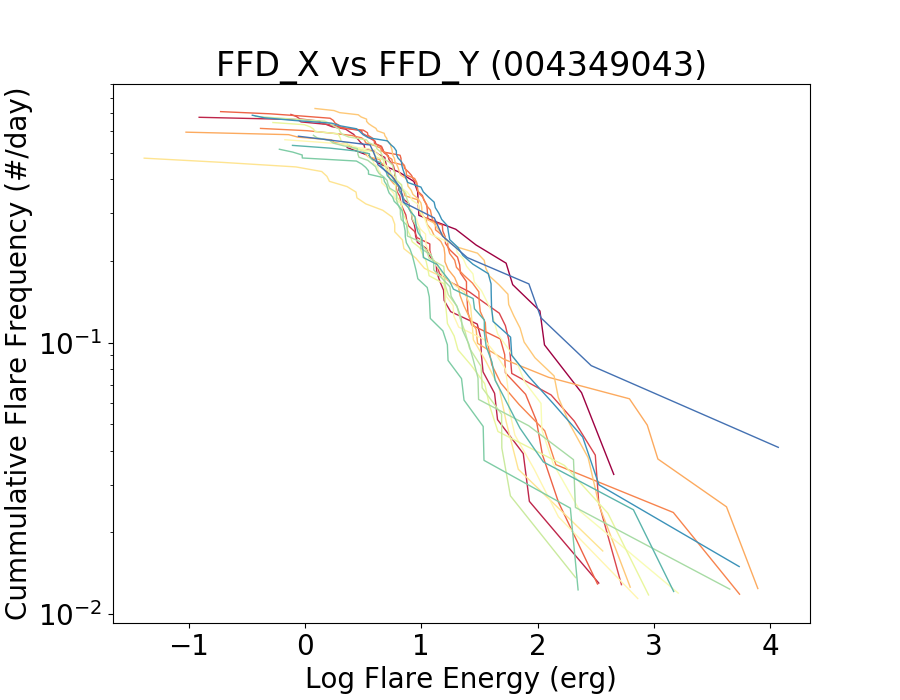 FFD_X vs FFD_Y (004349043)
Cummulative Flare Frequency (#/day)
10⁻¹
10⁻²
−1 0 1 2 3 4
Log Flare Energy (erg)